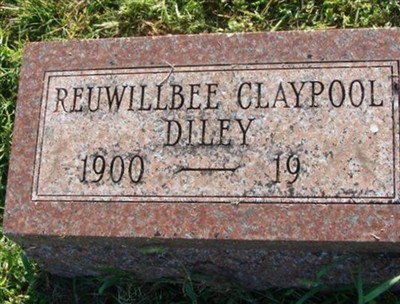 REUWILLBEE CLAYPOOL
DILEY
1900 — 19